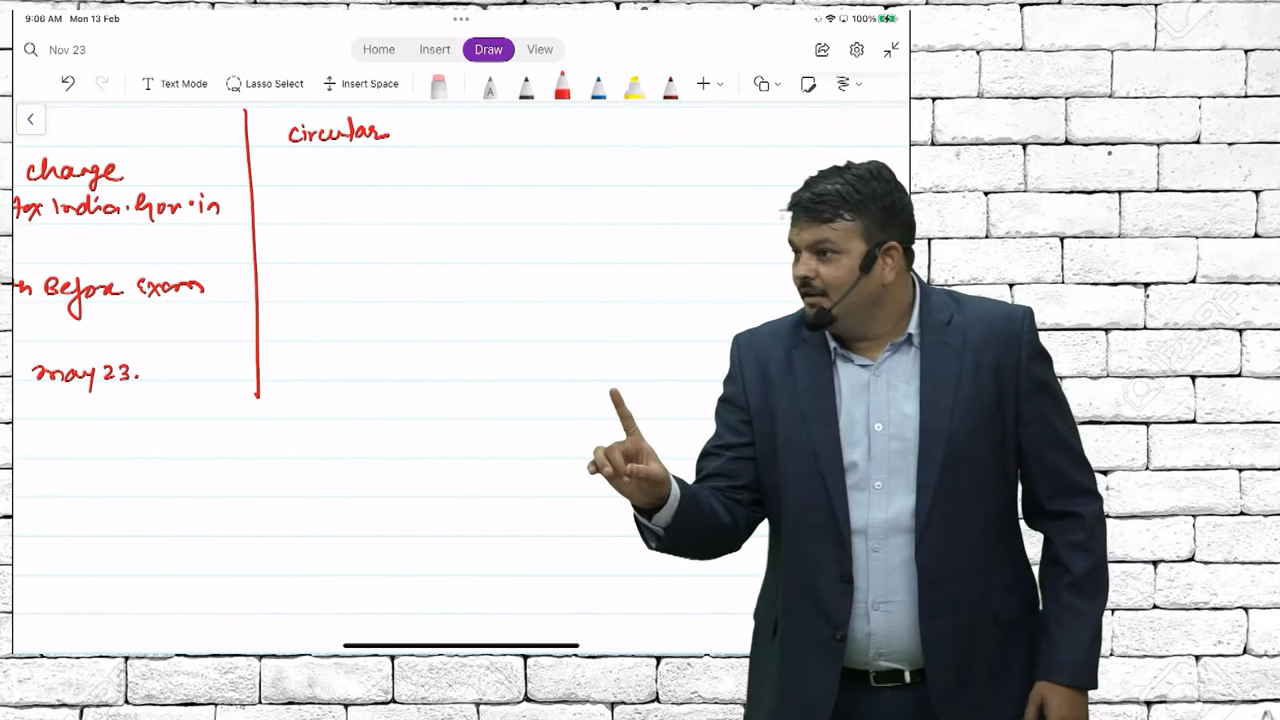 9:06 AM Mon 13 Feb
100%
Nov 23
Home Insert Draw View
Text Mode Lasso Select Insert Space
circular
charge
India.Gov.in
Before Exam
may 23.